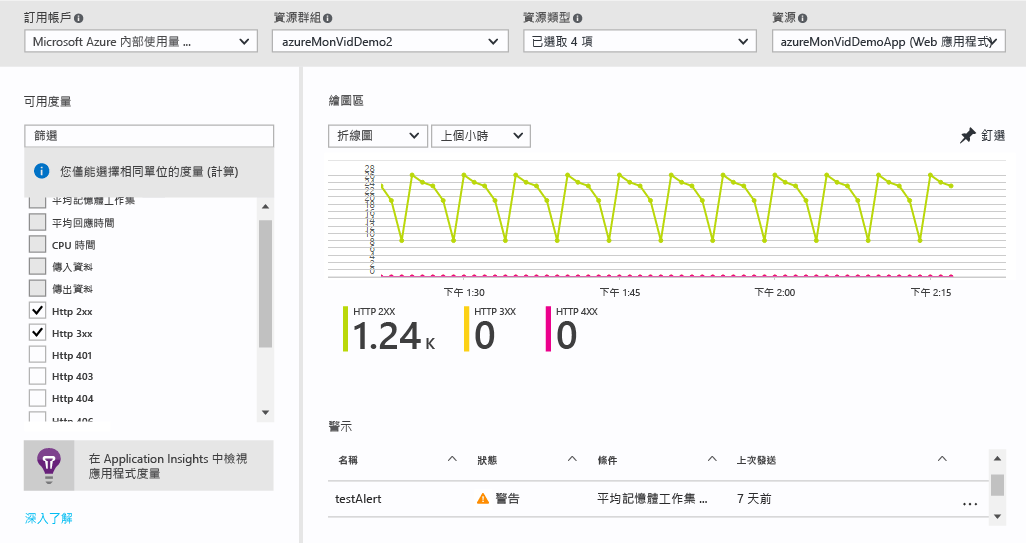 訂用帳戶 資源群組 資源類型 資源
Microsoft Azure 內部使用量 ... azureMonVidDemo2 已選取 4 項 azureMonVidDemoApp (Web 應用程式)
可用度量
篩選
您僅能選擇相同單位的度量 (計算)
平均記憶體工作集
平均回應時間
CPU 時間
傳入資料
傳出資料
Http 2xx
Http 3xx
Http 401
Http 403
Http 404
Http 406
在 Application Insights 中檢視
應用程式度量
深入了解
繪圖區
折線圖 上個小時 釘選
28
26
24
22
20
18
16
14
12
10
8
6
4
2
0
下午 1:30 下午 1:45 下午 2:00 下午 2:15
HTTP 2XX HTTP 3XX HTTP 4XX
1.24 K 0 0
警示
名稱 狀態 條件 上次發送
testAlert 警告 平均記憶體工作集 ... 7 天前 ...